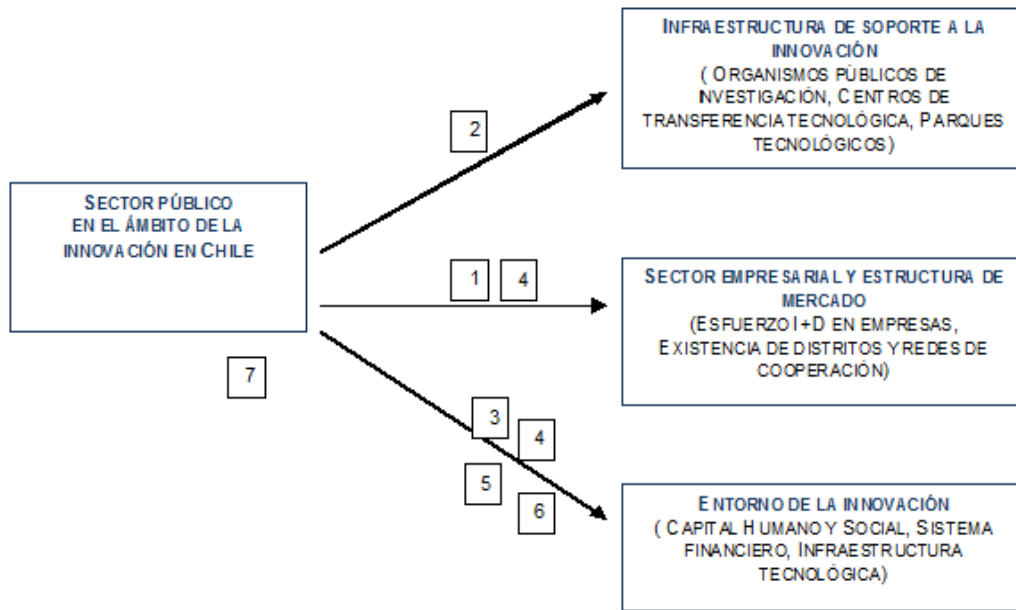 INFRAESTRUCTURA DE SOPORTE A LA
INNOVACIÓN
( ORGANISMOS PÚBLICOS DE
INVESTIGACIÓN, CENTROS DE
TRANSFERENCIA TECNOLÓGICA, PARQUES
TECNOLÓGICOS)
2
SECTOR PÚBLICO
EN EL ÁMBITO DE LA
INNOVACIÓN EN CHILE
1 4
SECTOR EMPRESARIAL Y ESTRUCTURA DE
MERCADO
(ESFUERZO I+D EN EMPRESAS,
EXISTENCIA DE DISTRITOS Y REDES DE
COOPERACIÓN)
7
3
4
5
6
ENTORNO DE LA INNOVACIÓN
( CAPITAL HUMANO Y SOCIAL, SISTEMA
FINANCIERO, INFRAESTRUCTURA
TECNOLÓGICA)